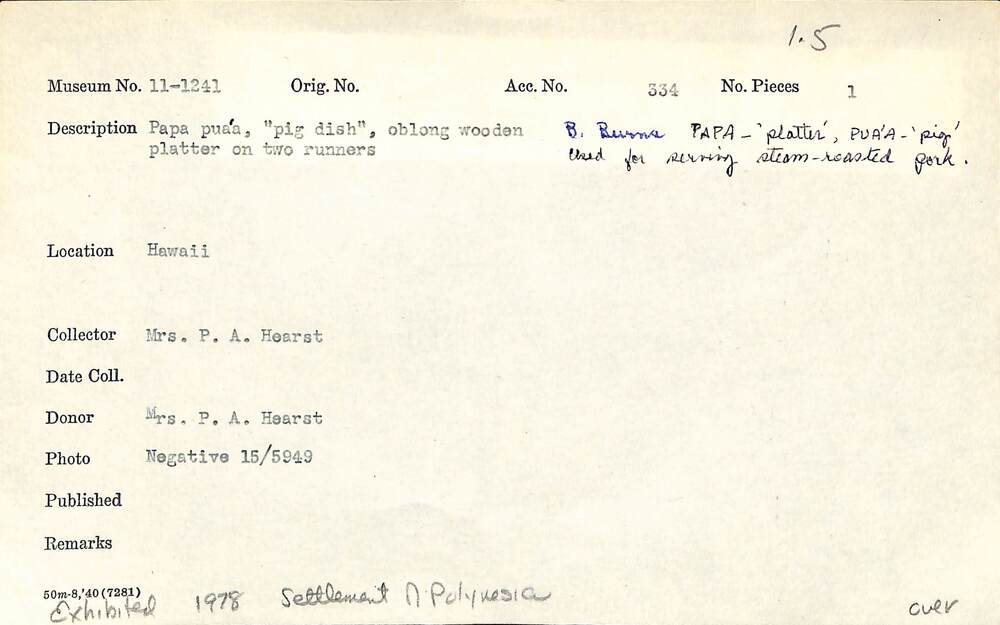 1.5
Museum No. 11-1241 Orig. No. Acc. No. 334 No. Pieces 1
Description Papa pua'a, "pig dish", oblong wooden B. PAPA - 'platter', PUA'A - 'pig'
platter on two runners Used for serving steam-roasted pork.
Location Hawaii
Collector Mrs. P. A. Hearst
Date Coll.
Donor Mrs. P. A. Hearst
Photo Negative 15/5949
Published
Remarks
50m-8,'40(7281)
Exhibited 1978 Settlement Polynesia over